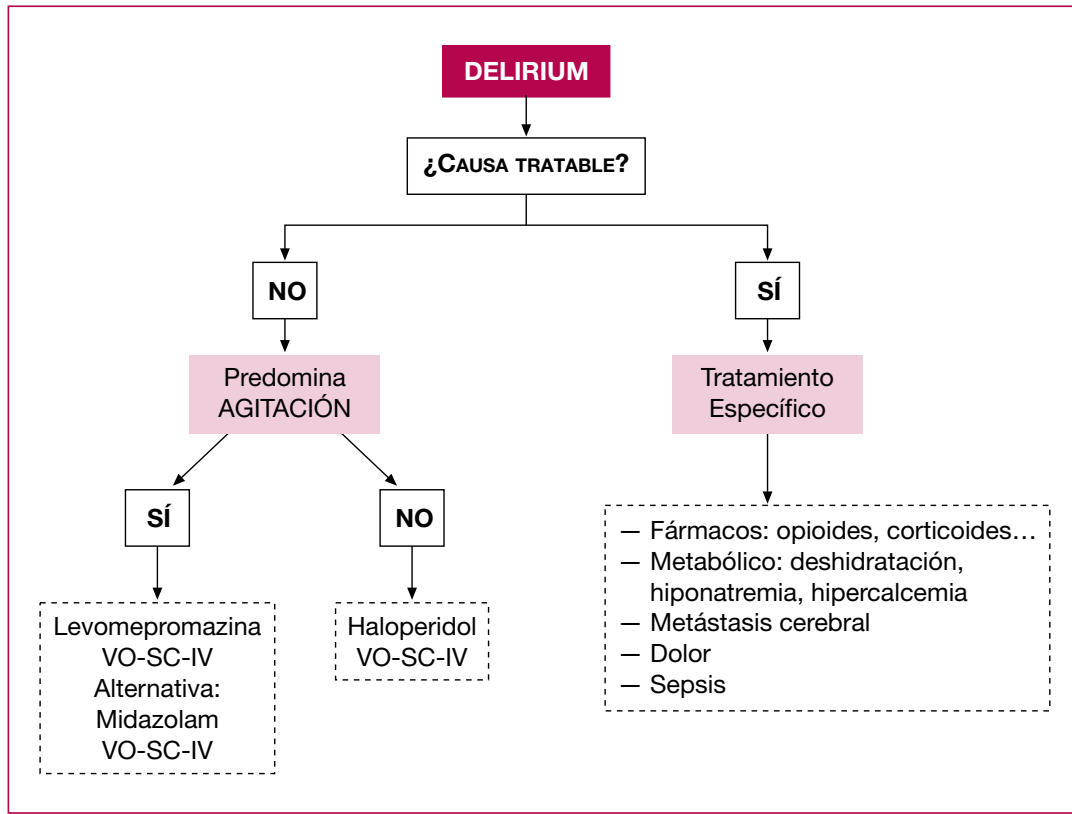 DELIRIUM
¿CAUSA TRATABLE?
NO
SÍ
Predomina
AGITACIÓN
Tratamiento
Específico
SÍ
NO
Levomepromazina
VO-SC-IV
Alternativa:
Midazolam
VO-SC-IV
Haloperidol
VO-SC-IV
— Fármacos: opioides, corticoides…
— Metabólico: deshidratación,
hiponatremia, hipercalcemia
— Metástasis cerebral
— Dolor
— Sepsis